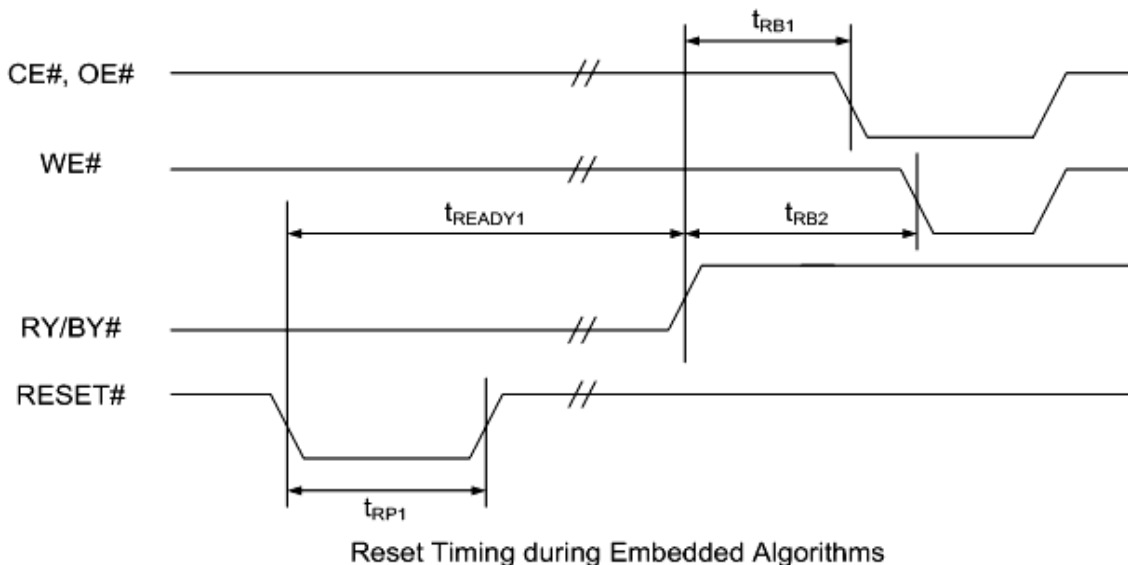 tRB1
CE#, OE#
WE#
tREADY1
tRB2
RY/BY#
RESET#
tRP1
Reset Timing during Embedded Algorithms